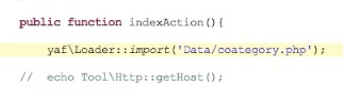 public function indexAction(){
yaf\Loader::import('Data/coategory.php');
// echo Tool\Http::getHost();